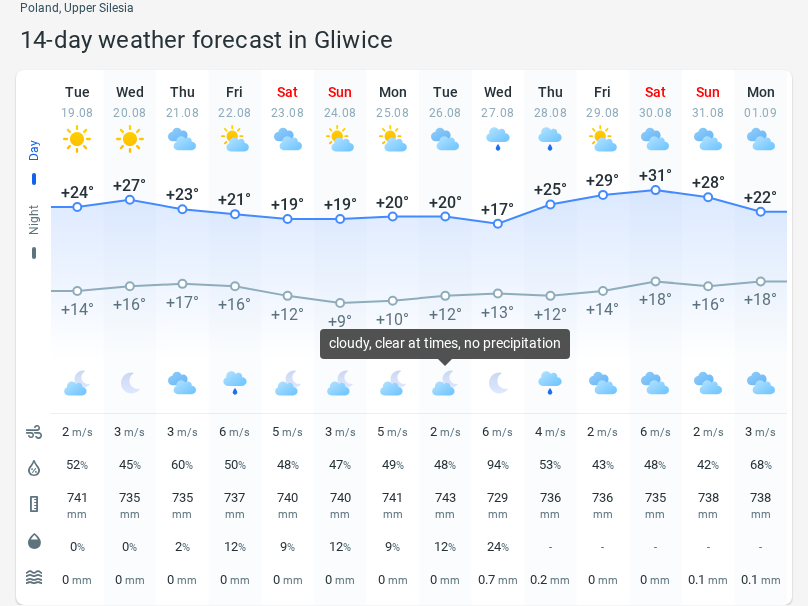 Poland, Upper Silesia
14-day weather forecast in Gliwice
Tue Wed Thu Fri Sat Sun Mon Tue Wed Thu Fri Sat Sun Mon
19.08 20.08 21.08 22.08 23.08 24.08 25.08 26.08 27.08 28.08 29.08 30.08 31.08 01.09
Day
+24° +27° +23° +21° +19° +19° +20° +20° +17° +25° +29° +31° +28° +22°
Night
+14° +16° +17° +16° +12° +9° +10° +12° +13° +12° +14° +18° +16° +18°
cloudy, clear at times, no precipitation
2 m/s 3 m/s 3 m/s 6 m/s 5 m/s 3 m/s 5 m/s 2 m/s 6 m/s 4 m/s 2 m/s 6 m/s 2 m/s 3 m/s
52% 45% 60% 50% 48% 47% 49% 48% 94% 53% 43% 48% 42% 68%
741 735 735 737 740 740 741 743 729 736 736 735 738 738
mm mm mm mm mm mm mm mm mm mm mm mm mm mm
0% 0% 2% 12% 9% 12% 9% 12% 24% - - - - -
0 mm 0 mm 0 mm 0 mm 0 mm 0 mm 0 mm 0 mm 0.7 mm 0.2 mm 0 mm 0 mm 0.1 mm 0.1 mm